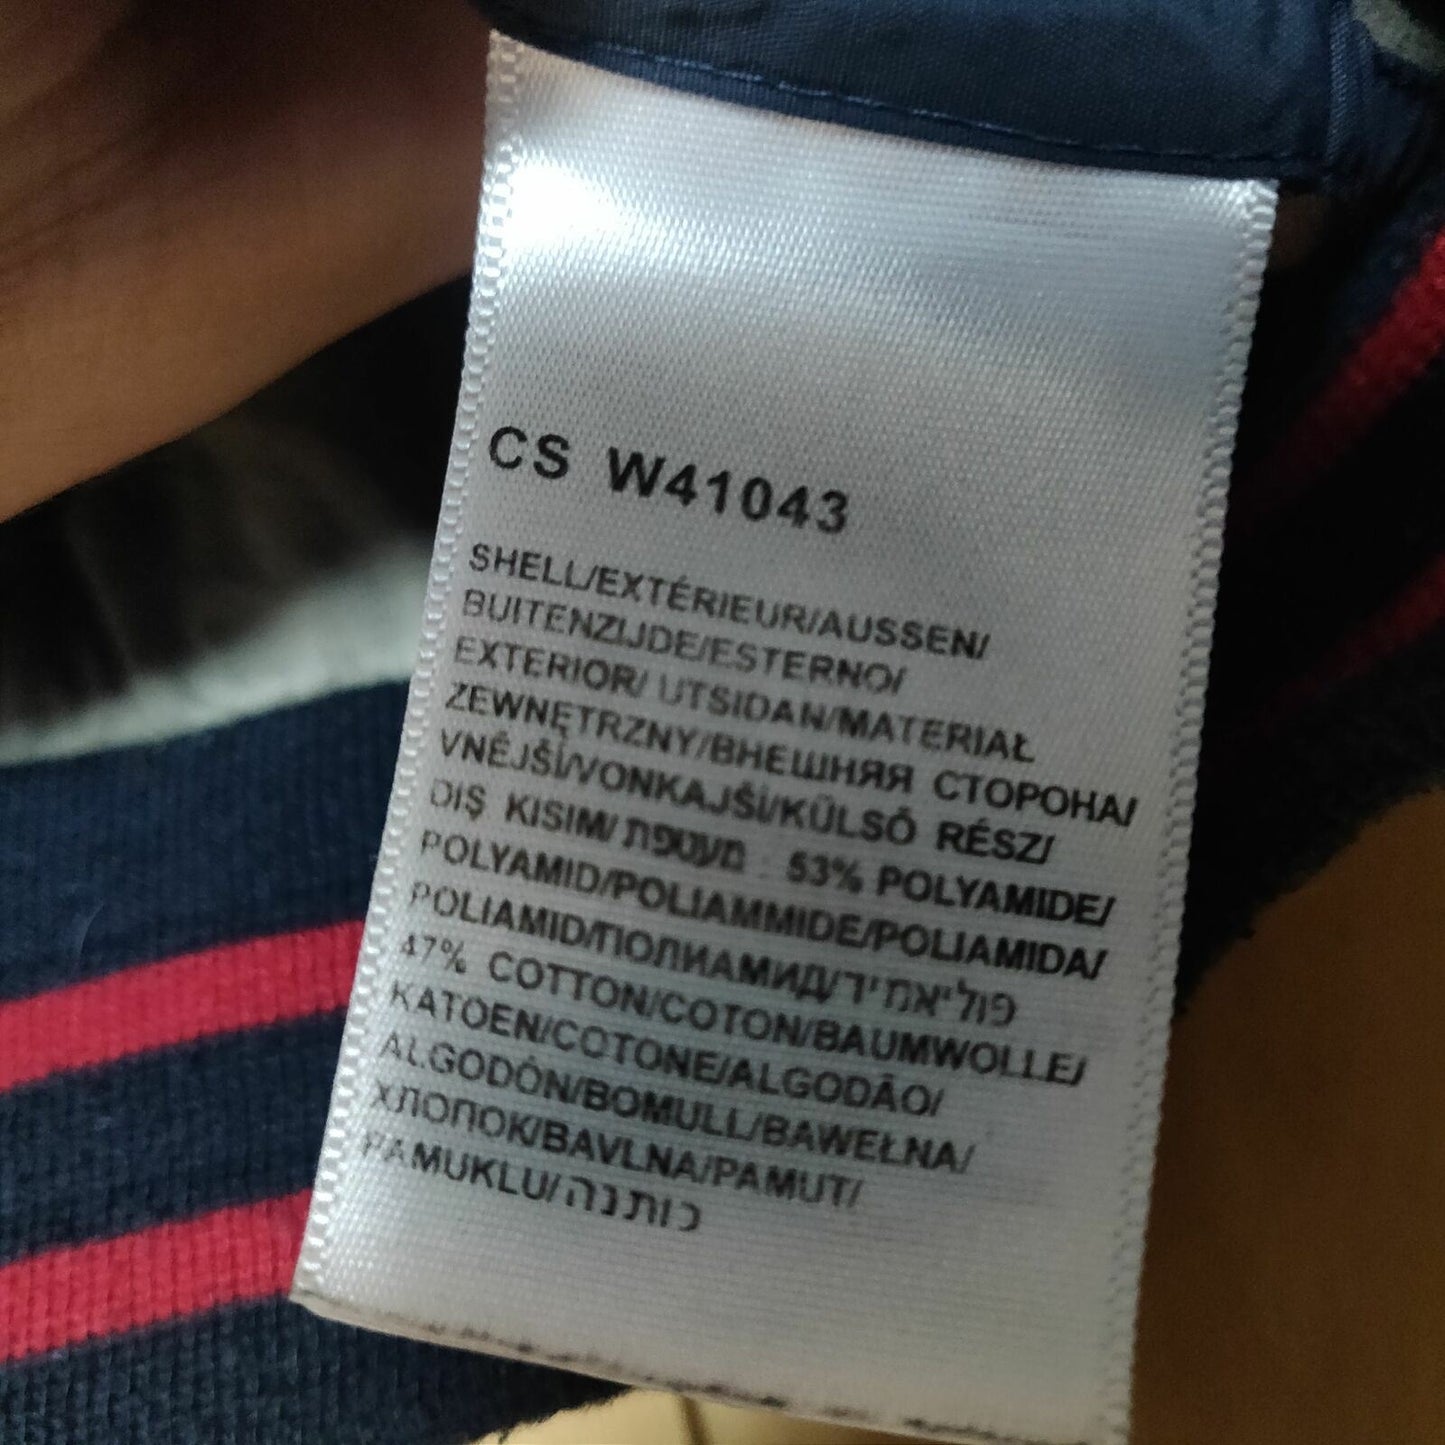 CS W41043
SHELL/EXTÉRIEUR/AUSSEN/
BUITENZIJDE/ESTERNO/
EXTERIOR/ UTSIDAN/MATERIAŁ
ZEWNĘTRZNY/ВНЕШНЯЯ СТОРОНА/
VNĚJŠÍ/VONKAJŠÍ/KÜLSŐ RÉSZ/
DIŞ KISIM/מעטפת : 53% POLYAMIDE/
POLYAMID/POLIAMMIDE/POLIAMIDA/
POLIAMID/ПОЛИАМИД/פוליאמיד
47% COTTON/COTON/BAUMWOLLE/
KATOEN/COTONE/ALGODÃO/
ALGODÓN/BOMULL/BAWEŁNA/
ХЛОПОК/BAVLNA/PAMUT/
PAMUKLU/כותנה